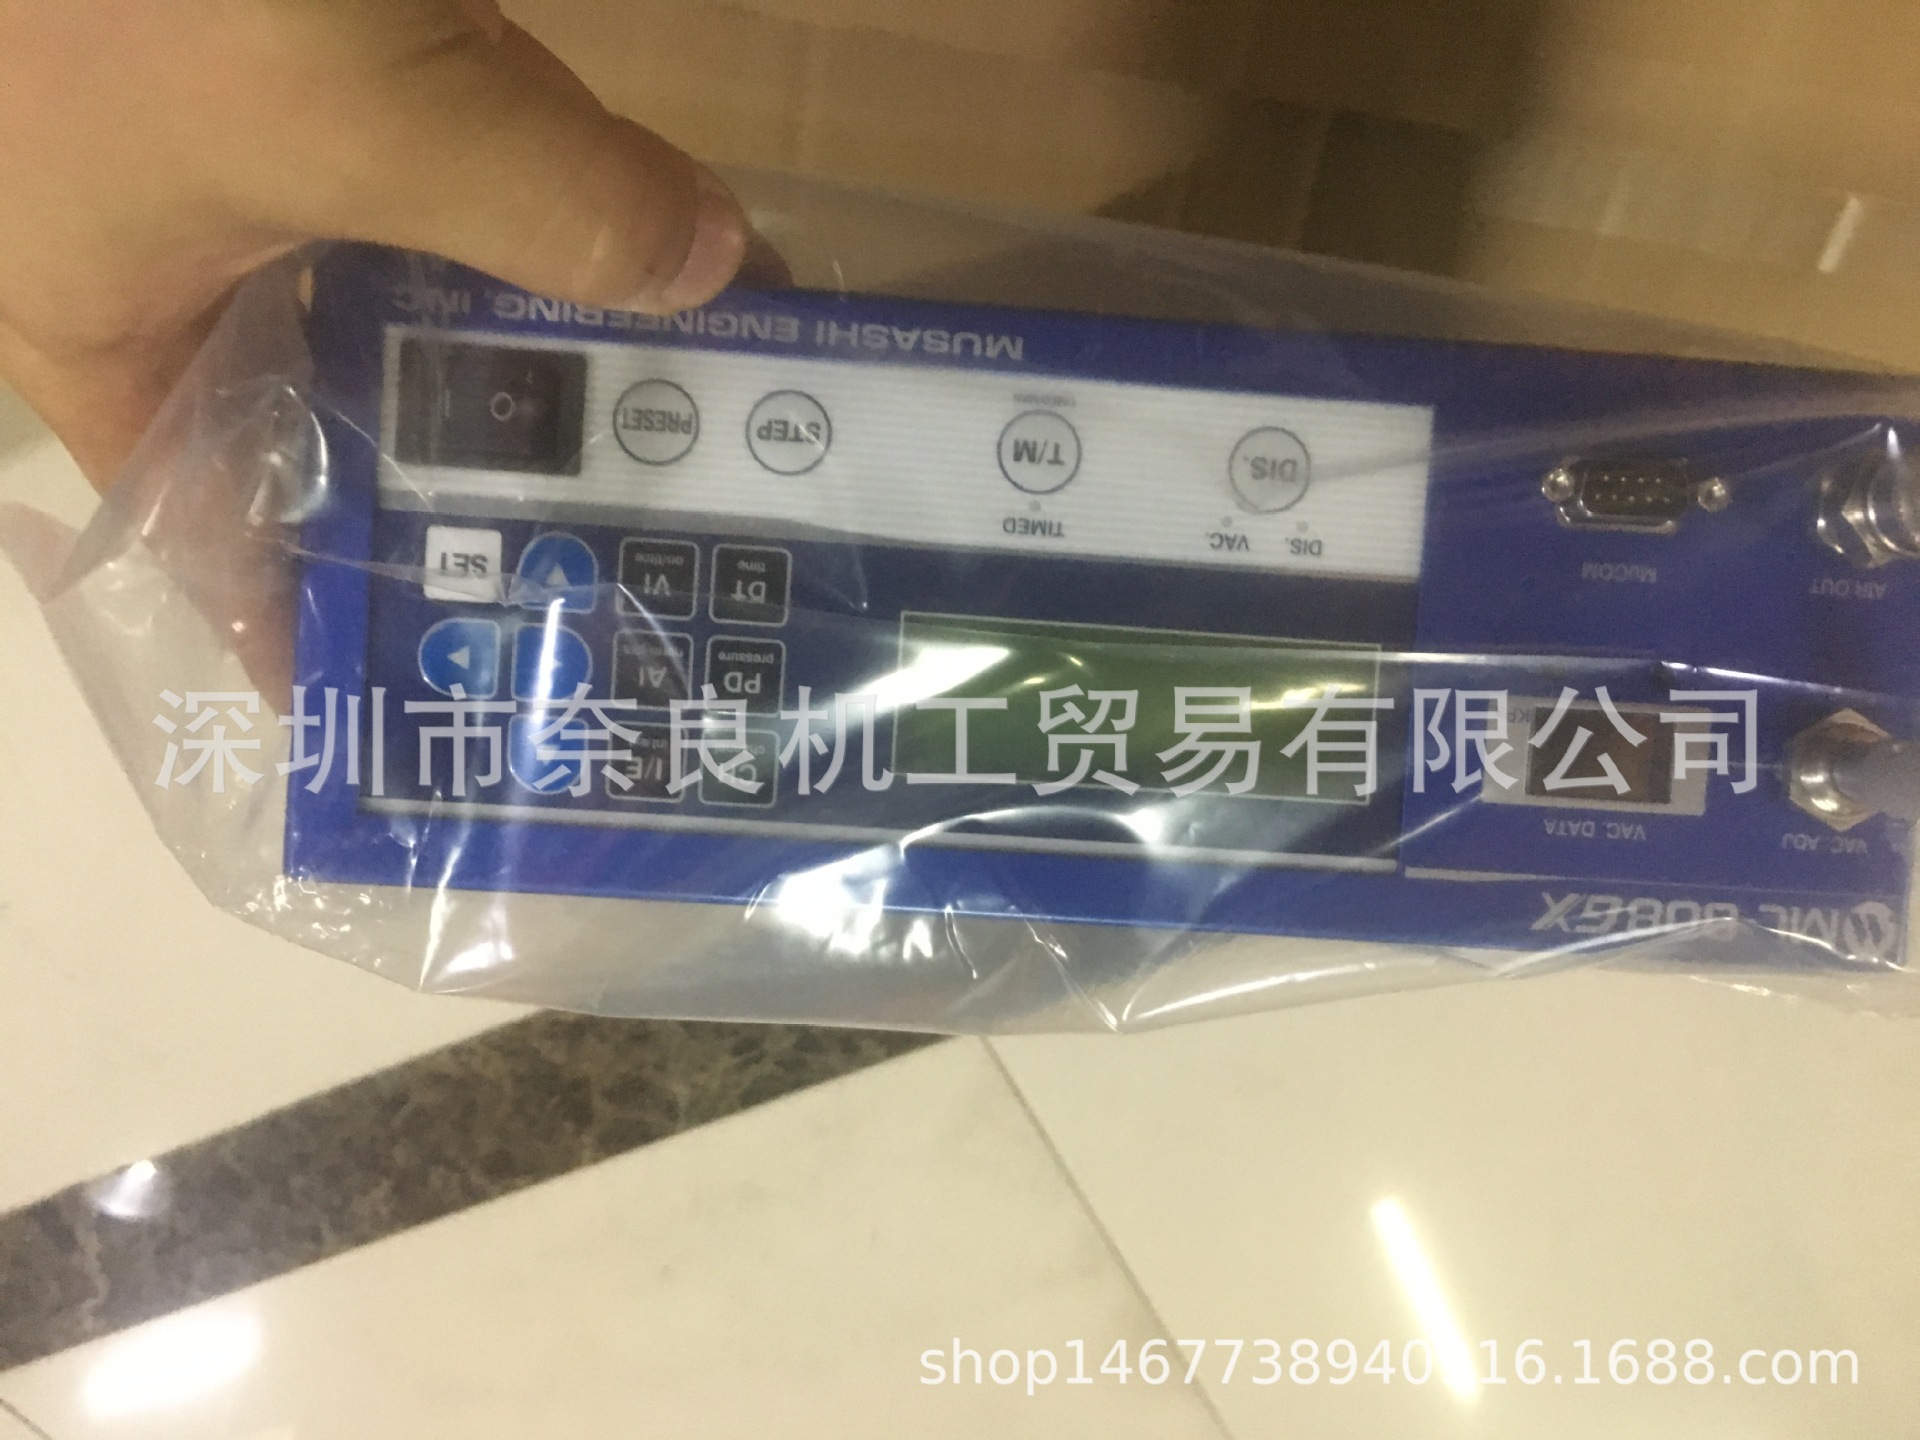 ML-808GX
VAC. ADJ
VAC. DATA
AIR OUT
MUCOM
CH
I/E
PD
pressure
AI
DT
time
VI
on/time
SET
DIS. VAC.
TIMED
DIS.
T/M
STEP
PRESET
MUSASHI ENGINEERING, INC.
深圳市奈良机工贸易有限公司
16.1688.com